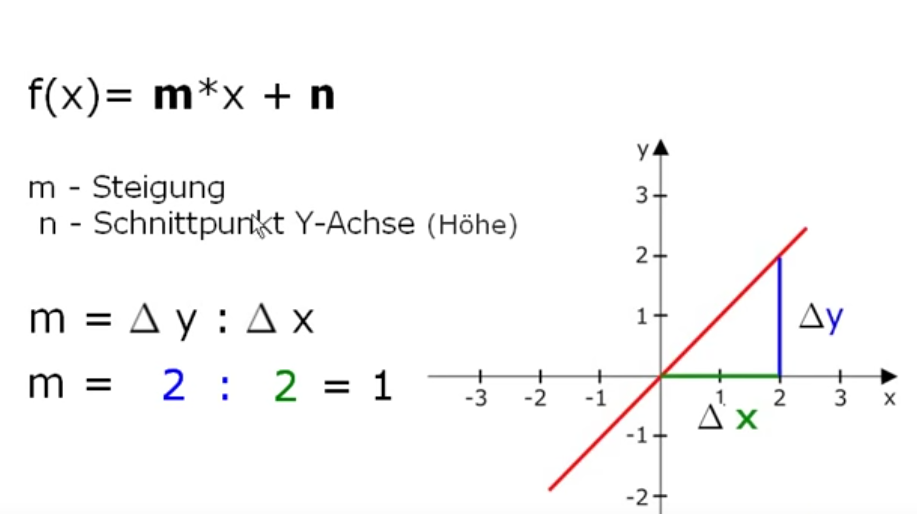 f(x)= m*x + n
m - Steigung
n - Schnittpunkt Y-Achse (Höhe)
m = Δ y : Δ x
m = 2 : 2 = 1
y
3
2
1
Δy
-3 -2 -1 1 2 3 x
Δ x
-1
-2